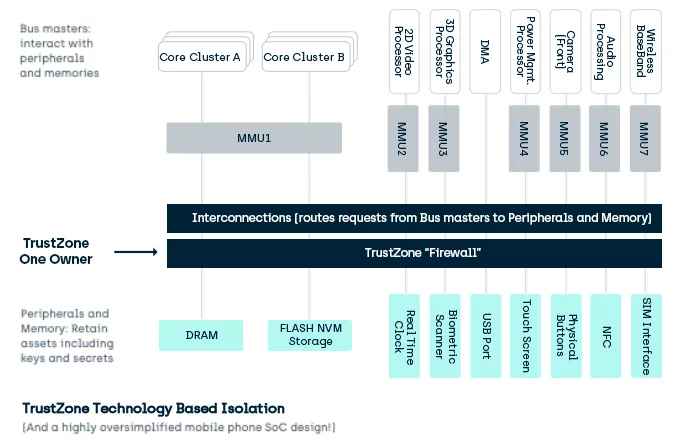 Bus masters:
interact with
peripherals
and memories
Core Cluster A
Core Cluster B
2D Video
Processor
3D Graphics
Processor
DMA
Power Mgmt.
Processor
Camera
(Front)
Audio
Processing
Wireless
BaseBand
MMU1
MMU2
MMU3
MMU4
MMU5
MMU6
MMU7
Interconnections (routes requests from Bus masters to Peripherals and Memory)
TrustZone
One Owner
TrustZone “Firewall”
Peripherals and
Memory: Retain
assets including
keys and secrets
DRAM
FLASH NVM
Storage
Real Time
Clock
Biometric
Scanner
USB Port
Touch Screen
Physical
Buttons
NFC
SIM Interface
TrustZone Technology Based Isolation
(And a highly oversimplified mobile phone SoC design!)